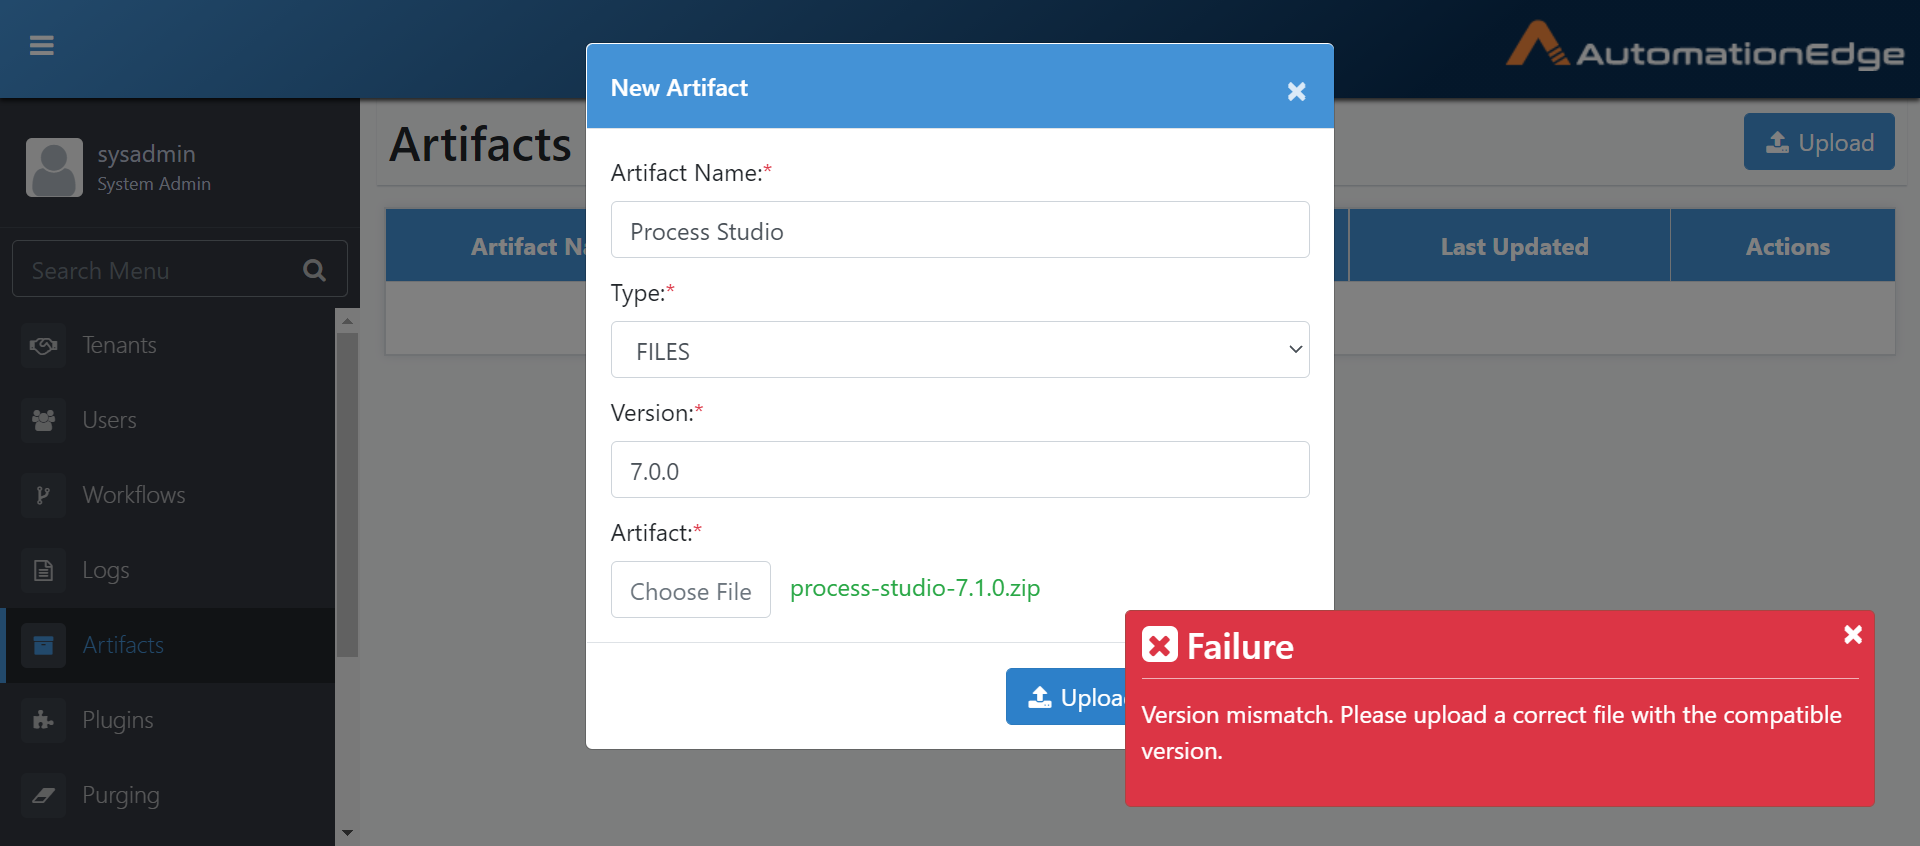 AutomationEdge
sysadmin
System Admin
Search Menu
Tenants
Users
Workflows
Logs
Artifacts
Plugins
Purging
Artifacts
Upload
Artifact Na
Last Updated
Actions
New Artifact
Artifact Name:*
Process Studio
Type:*
FILES
Version:*
7.0.0
Artifact:*
Choose File process-studio-7.1.0.zip
Uploa
Failure
Version mismatch. Please upload a correct file with the compatible
version.